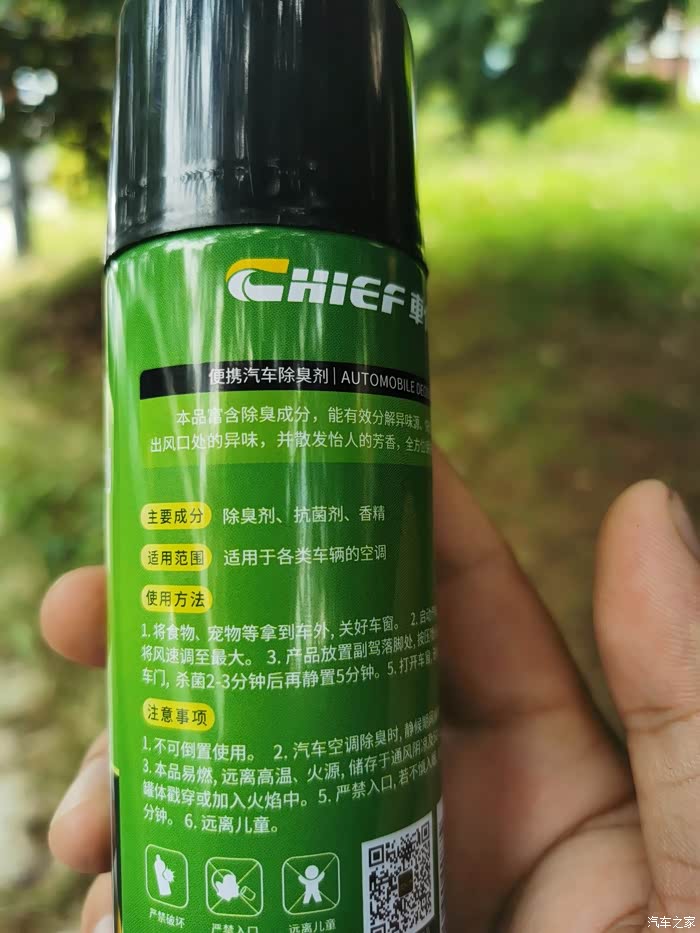 CHIEF 車
便携汽车除臭剂 | AUTOMOBILE
本品富含除臭成分，能有效分解异味源，
出风口处的异味，并散发怡人的芳香，全方位
主要成分 除臭剂、抗菌剂、香精
适用范围 适用于各类车辆的空调
使用方法
1. 将食物、宠物等拿到车外, 关好车窗。 2. 启动
将风速调至最大。 3. 产品放置副驾落脚处, 按压
车门, 杀菌2-3分钟后再静置5分钟。 5. 打开车窗,
注意事项
1. 不可倒置使用。 2. 汽车空调除臭时, 静候期间
3. 本品易燃, 远离高温、火源, 储存于通风阴凉
罐体戳穿或加入火焰中。 5. 严禁入口, 若不慎入
分钟。 6. 远离儿童。
严禁破坏 严禁入口 远离儿童
汽车之家